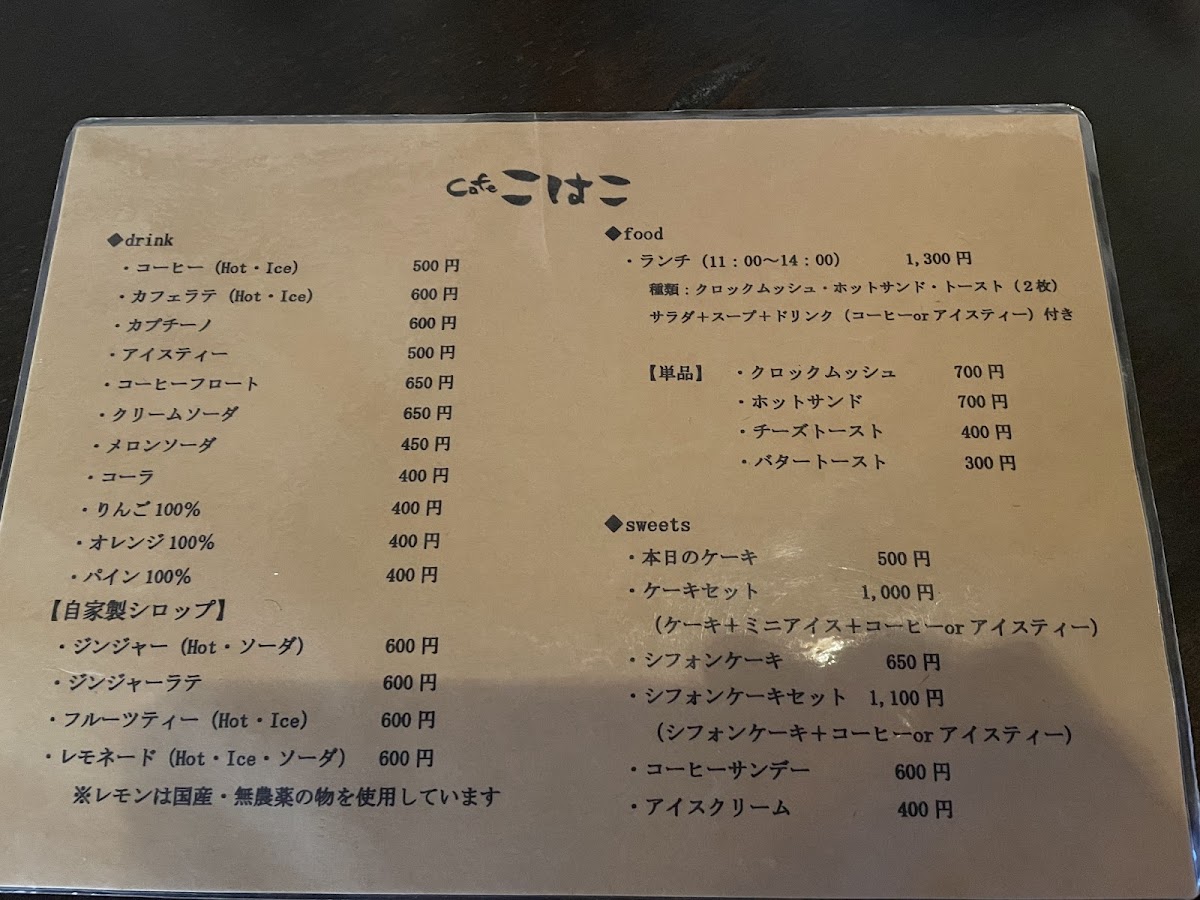 Cafe こはこ
◆drink
・コーヒー（Hot・Ice） 500円
・カフェラテ（Hot・Ice） 600円
・カプチーノ 600円
・アイスティー 500円
・コーヒーフロート 650円
・クリームソーダ 650円
・メロンソーダ 450円
・コーラ 400円
・りんご100% 400円
・オレンジ100% 400円
・パイン100% 400円
【自家製シロップ】
・ジンジャー（Hot・ソーダ） 600円
・ジンジャーラテ 600円
・フルーツティー（Hot・Ice） 600円
・レモネード（Hot・Ice・ソーダ） 600円
※レモンは国産・無農薬の物を使用しています
◆food
・ランチ（11：00～14：00） 1,300円
種類：クロックムッシュ・ホットサンド・トースト（２枚）
サラダ＋スープ＋ドリンク（コーヒーorアイスティー）付き
【単品】 ・クロックムッシュ 700円
・ホットサンド 700円
・チーズトースト 400円
・バタートースト 300円
◆sweets
・本日のケーキ 500円
・ケーキセット 1,000円
（ケーキ＋ミニアイス＋コーヒーorアイスティー）
・シフォンケーキ 650円
・シフォンケーキセット 1,100円
（シフォンケーキ＋コーヒーorアイスティー）
・コーヒーサンデー 600円
・アイスクリーム 400円